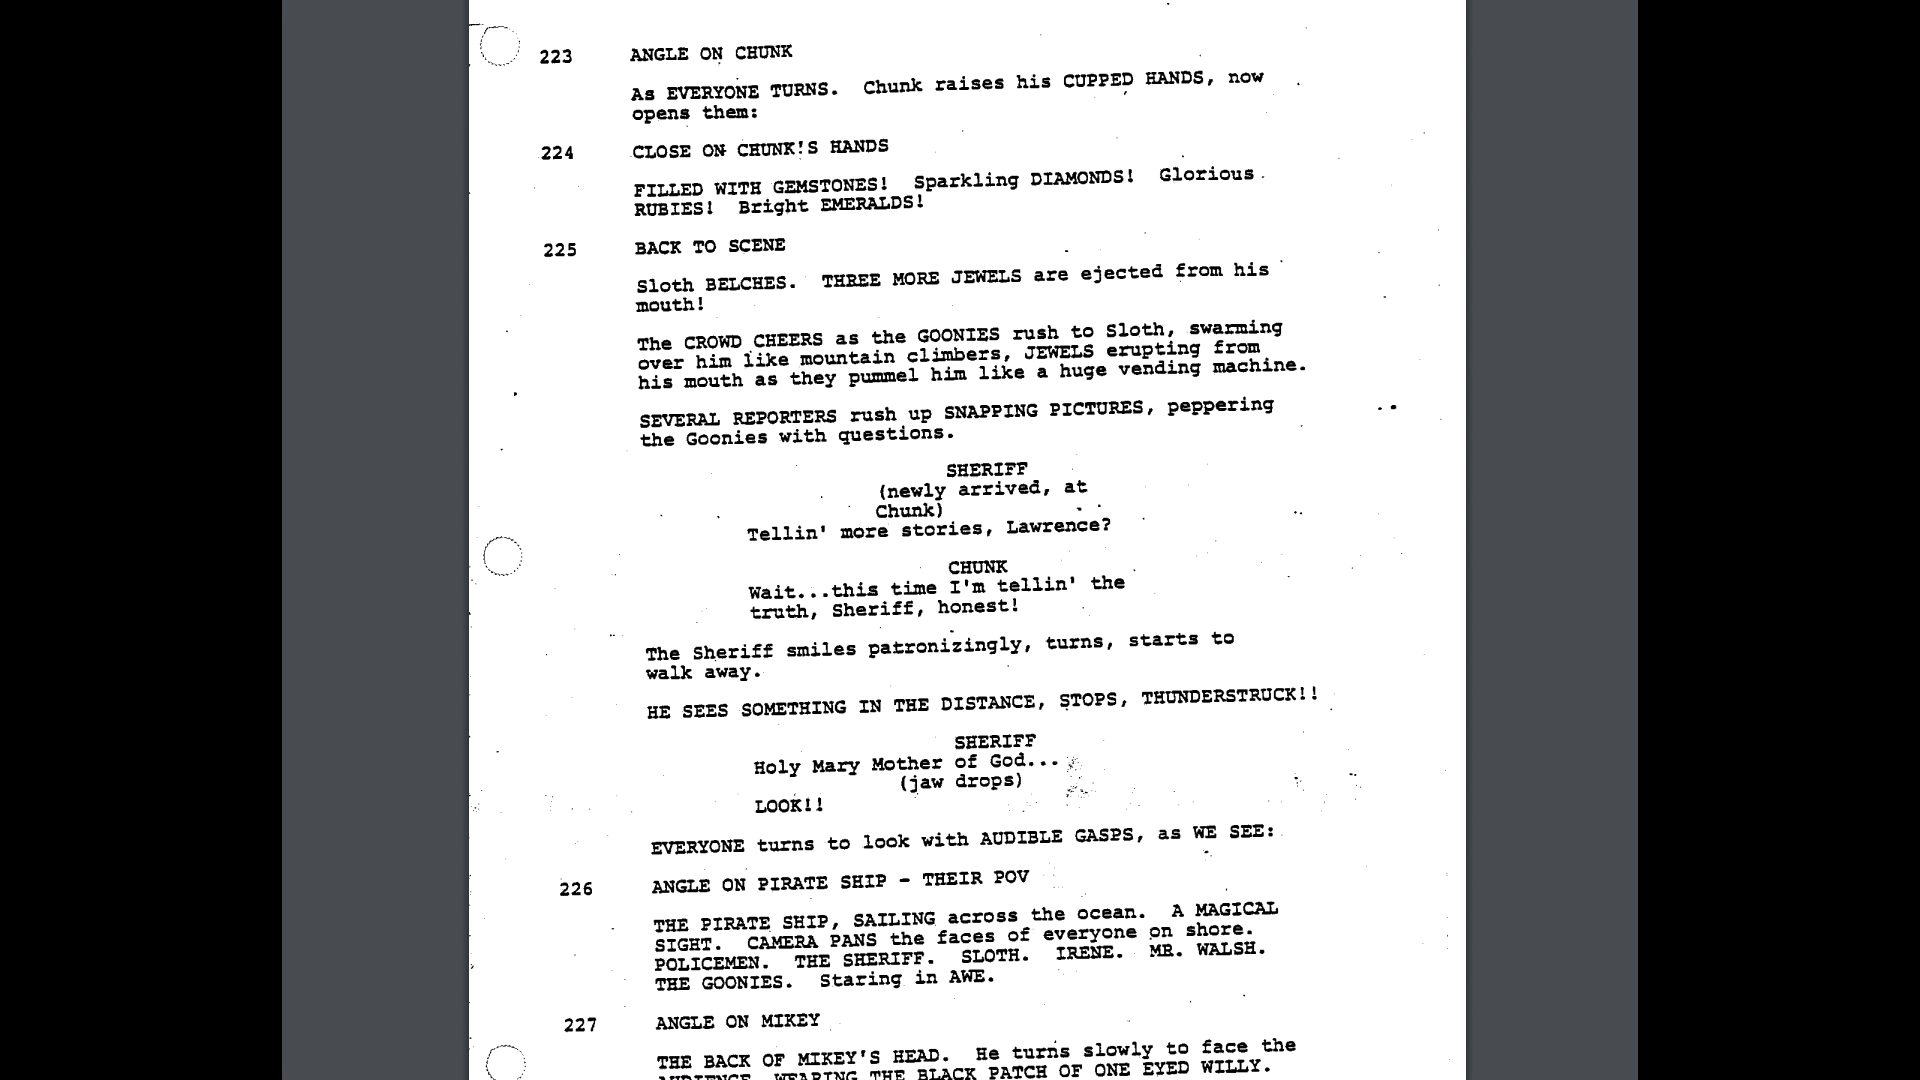 223 ANGLE ON CHUNK
As EVERYONE TURNS. Chunk raises his CUPPED HANDS, now
opens them:
224 CLOSE ON CHUNK'S HANDS
FILLED WITH GEMSTONES! Sparkling DIAMONDS! Glorious
RUBIES! Bright EMERALDS!
225 BACK TO SCENE
Sloth BELCHES. THREE MORE JEWELS are ejected from his
mouth!
The CROWD CHEERS as the GOONIES rush to Sloth, swarming
over him like mountain climbers, JEWELS erupting from
his mouth as they pummel him like a huge vending machine.
SEVERAL REPORTERS rush up SNAPPING PICTURES, peppering
the Goonies with questions.
SHERIFF
(newly arrived, at
Chunk)
Tellin' more stories, Lawrence?
CHUNK
Wait...this time I'm tellin' the
truth, Sheriff, honest!
The Sheriff smiles patronizingly, turns, starts to
walk away.
HE SEES SOMETHING IN THE DISTANCE, STOPS, THUNDERSTRUCK!!
SHERIFF
Holy Mary Mother of God...
(jaw drops)
LOOK!!
EVERYONE turns to look with AUDIBLE GASPS, as WE SEE:
226 ANGLE ON PIRATE SHIP - THEIR POV
THE PIRATE SHIP, SAILING across the ocean. A MAGICAL
SIGHT. CAMERA PANS the faces of everyone on shore.
POLICEMEN. THE SHERIFF. SLOTH. IRENE. MR. WALSH.
THE GOONIES. Staring in AWE.
227 ANGLE ON MIKEY
THE BACK OF MIKEY'S HEAD. He turns slowly to face the
AUDIENCE, WEARING THE BLACK PATCH OF ONE EYED WILLY.